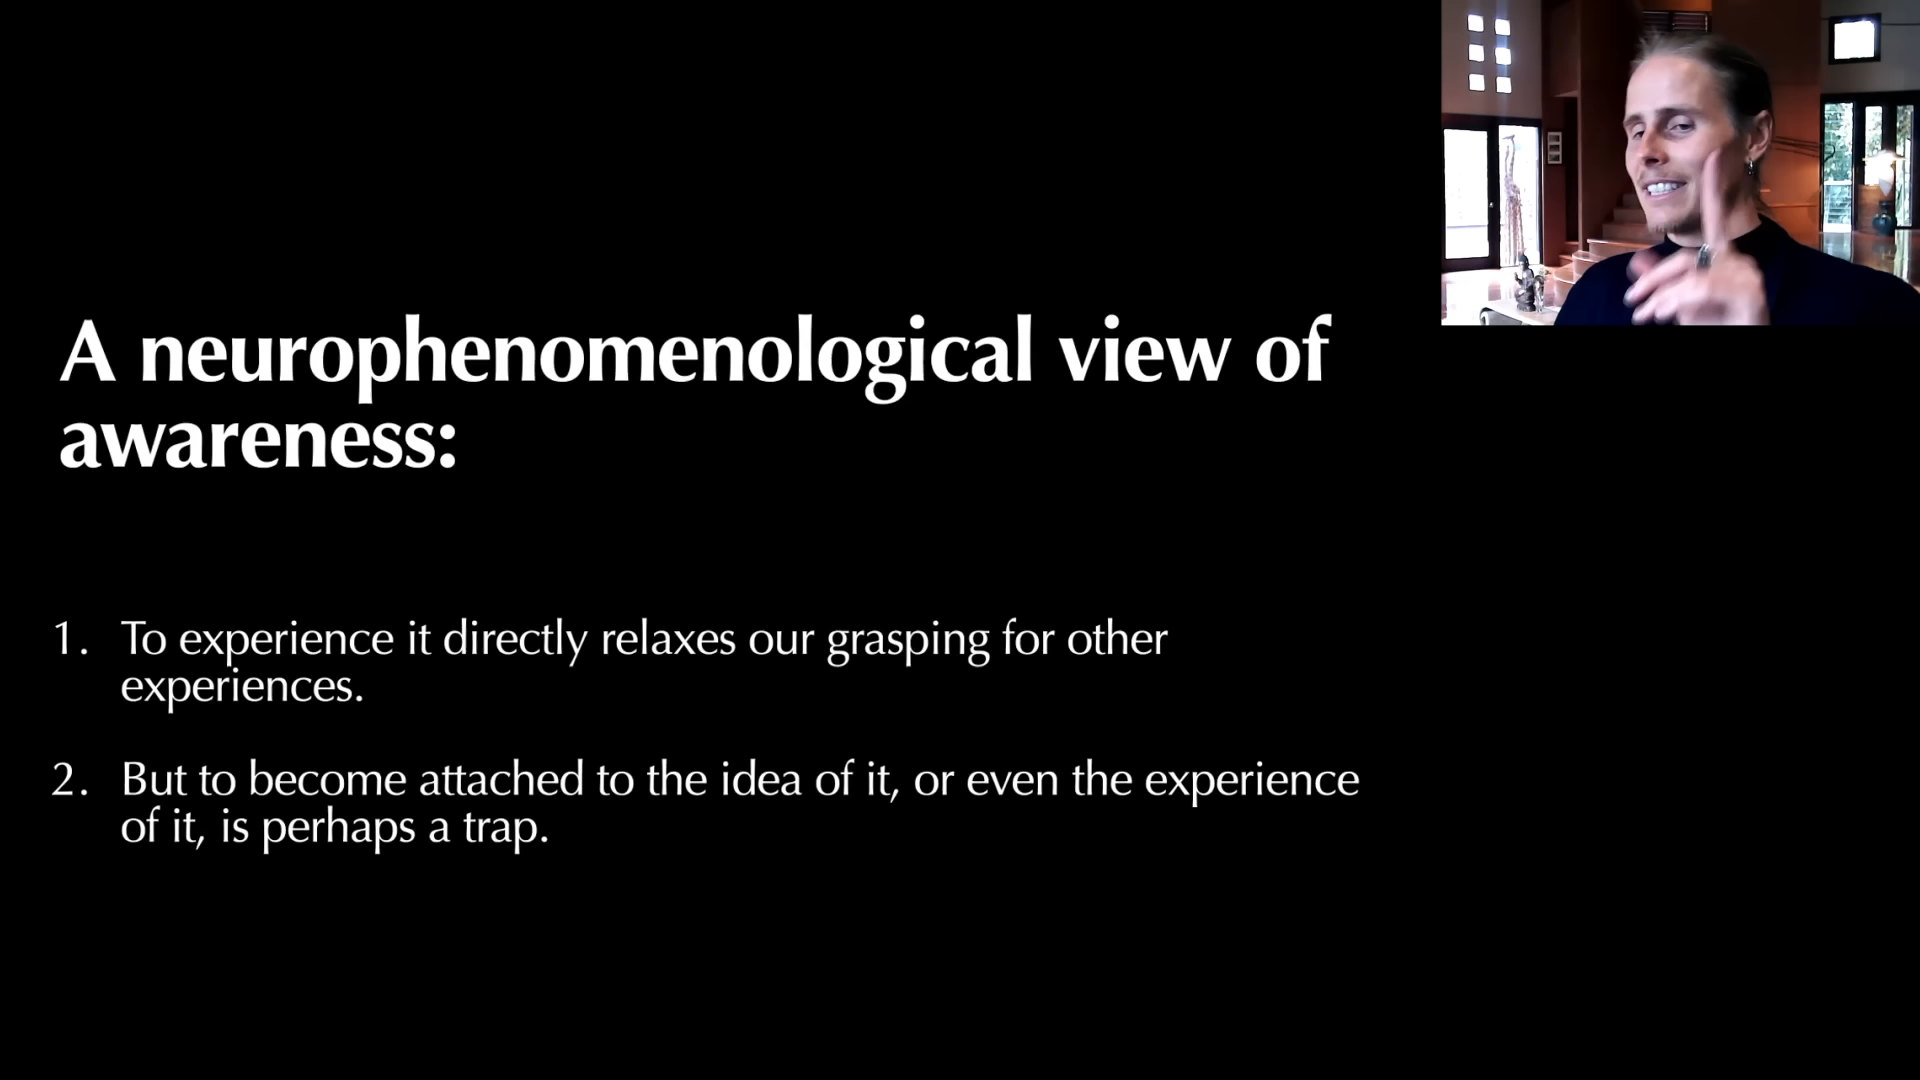 A neurophenomenological view of
awareness:
1. To experience it directly relaxes our grasping for other
experiences.
2. But to become attached to the idea of it, or even the experience
of it, is perhaps a trap.